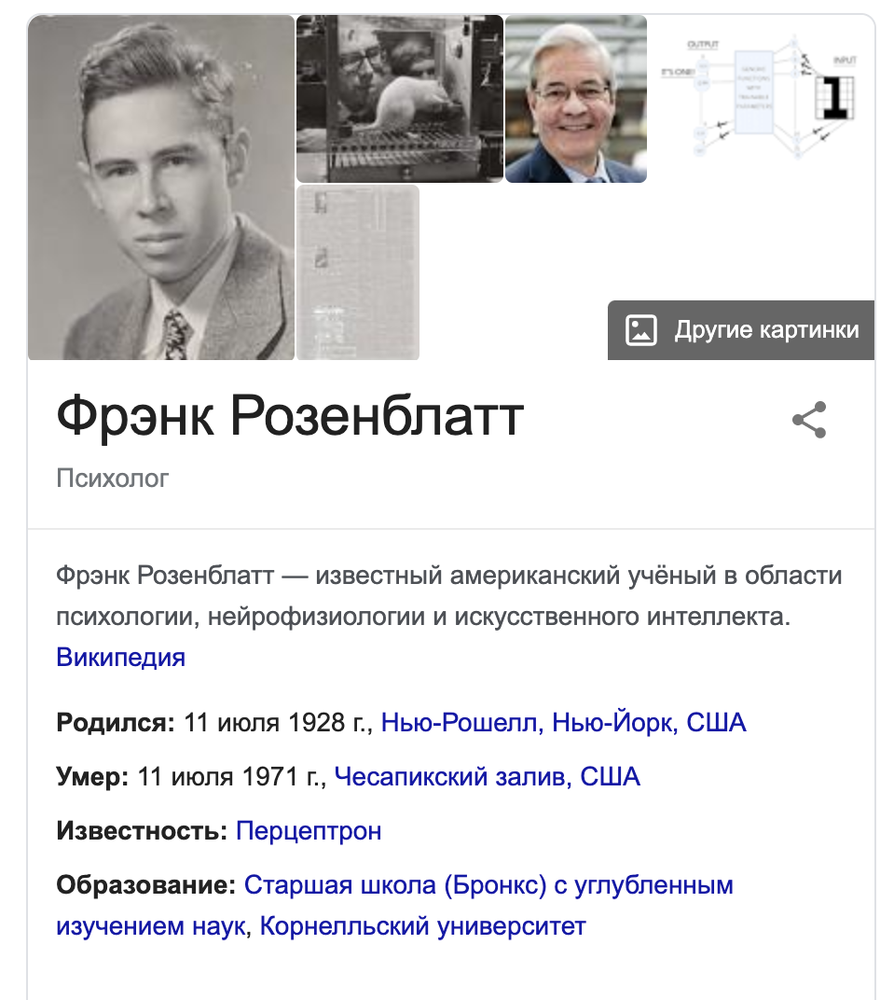 OUTPUT
INPUT
IT'S ONE!
Другие картинки
Фрэнк Розенблатт
Психолог
Фрэнк Розенблатт — известный американский учёный в области
психологии, нейрофизиологии и искусственного интеллекта.
Википедия
Родился: 11 июля 1928 г., Нью-Рошелл, Нью-Йорк, США
Умер: 11 июля 1971 г., Чесапикский залив, США
Известность: Перцептрон
Образование: Старшая школа (Бронкс) с углубленным
изучением наук, Корнелльский университет